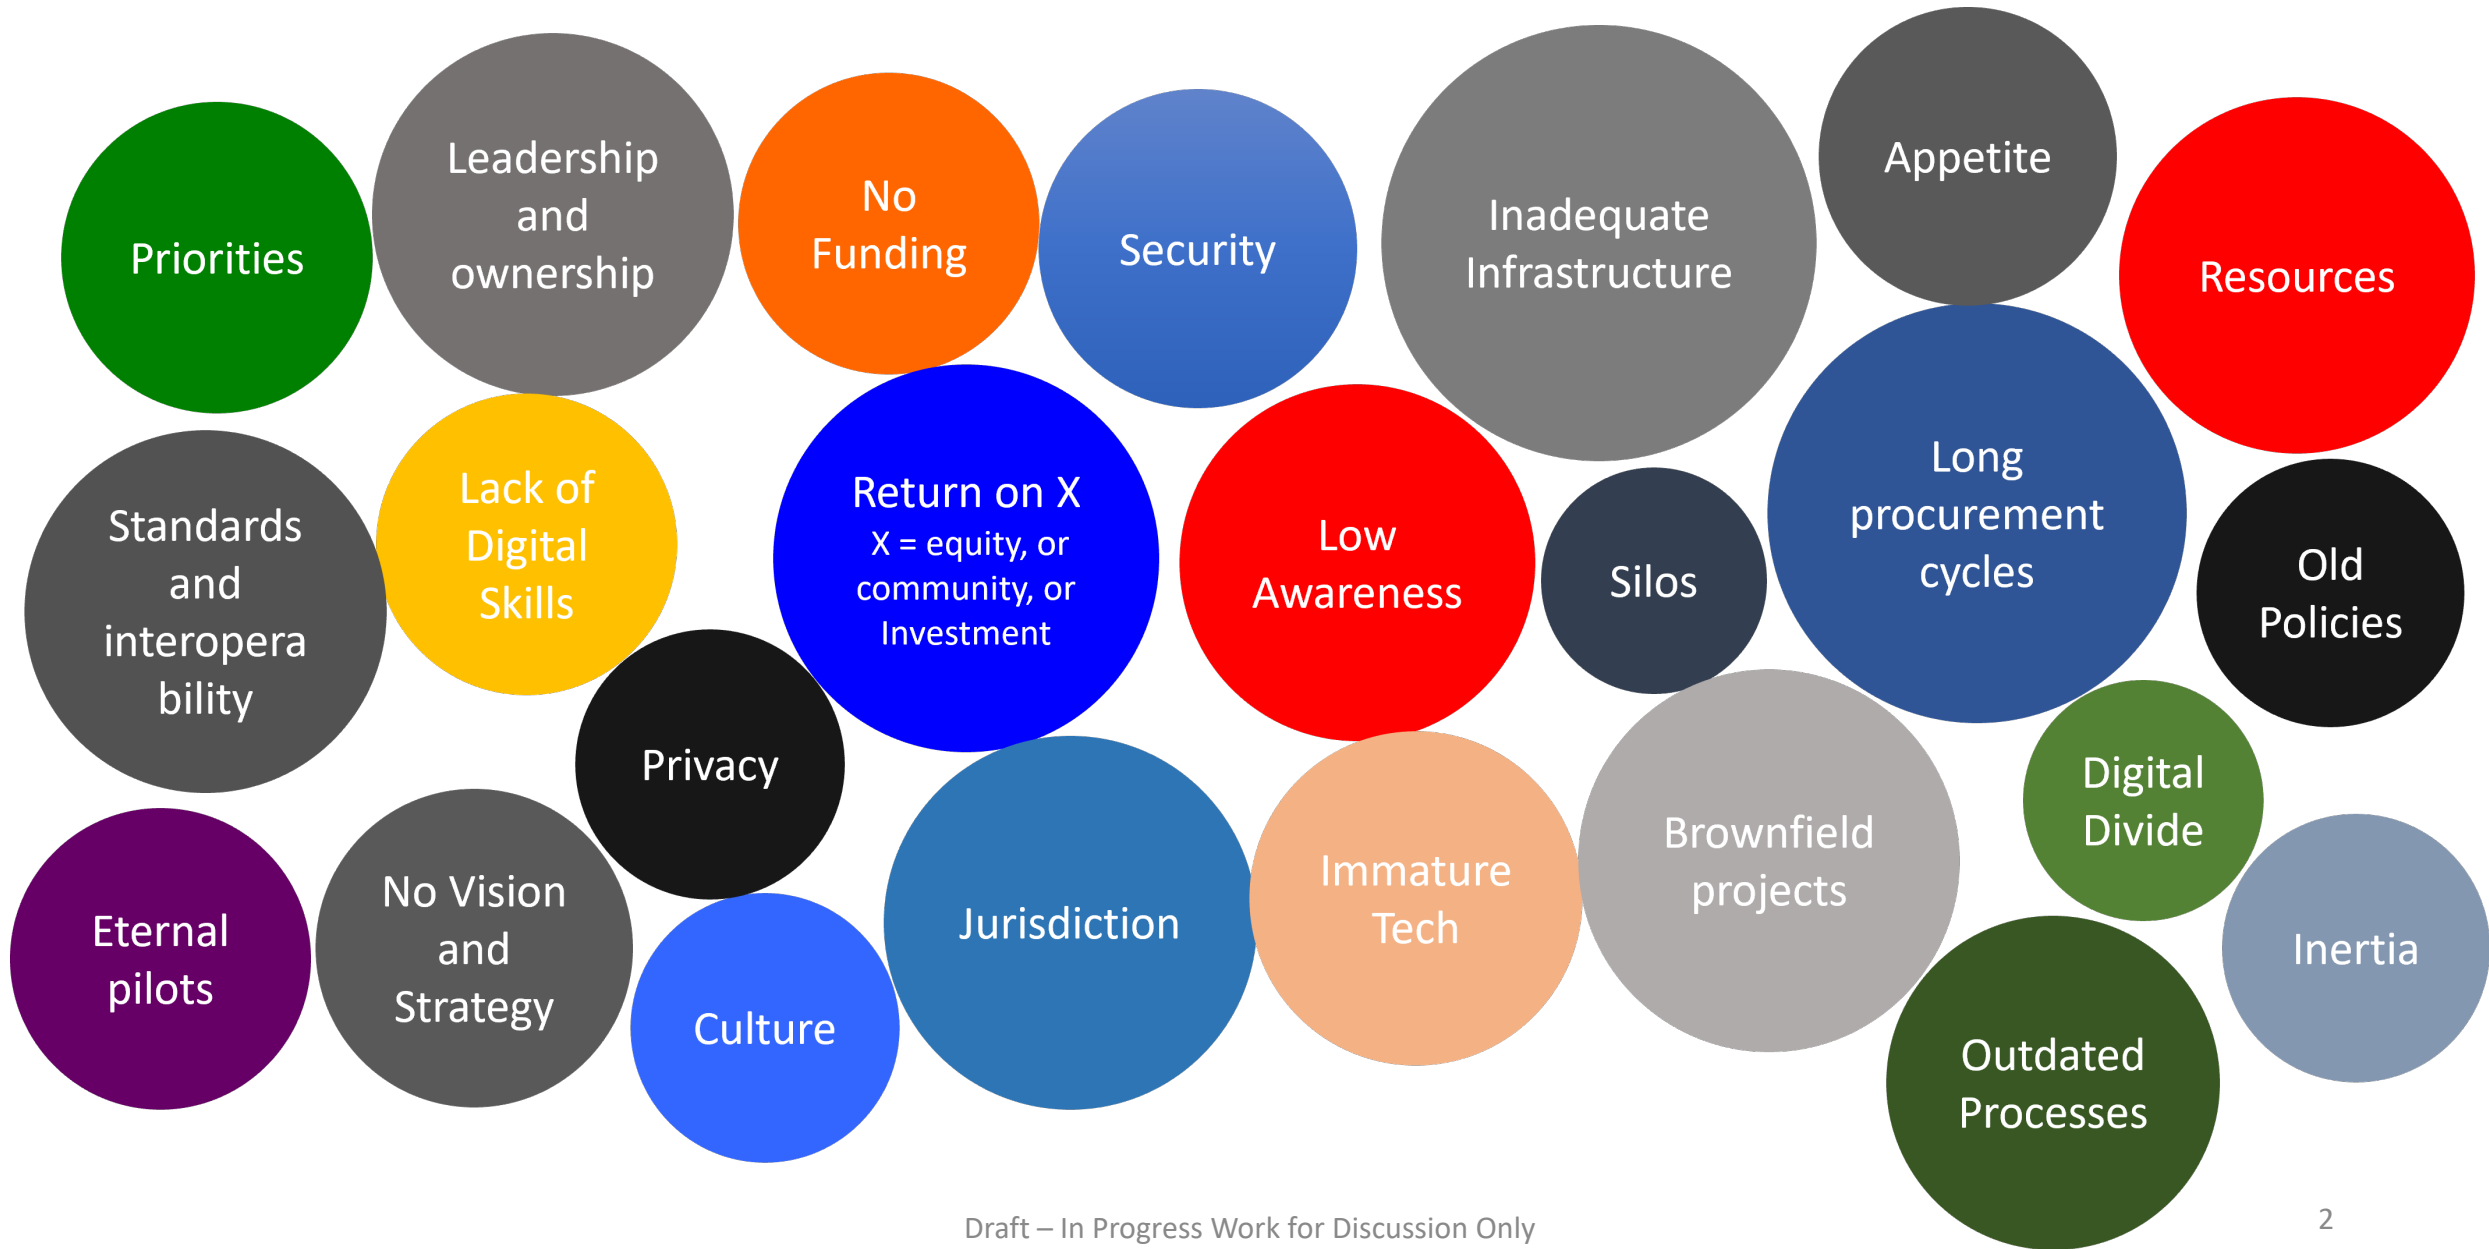 Priorities
Leadership
and
ownership
No
Funding
Security
Inadequate
Infrastructure
Appetite
Resources
Standards
and
interopera
bility
Lack of
Digital
Skills
Return on X
X = equity, or
community, or
Investment
Low
Awareness
Silos
Long
procurement
cycles
Old
Policies
Privacy
Digital
Divide
Eternal
pilots
No Vision
and
Strategy
Culture
Jurisdiction
Immature
Tech
Brownfield
projects
Outdated
Processes
Inertia
Draft – In Progress Work for Discussion Only
2